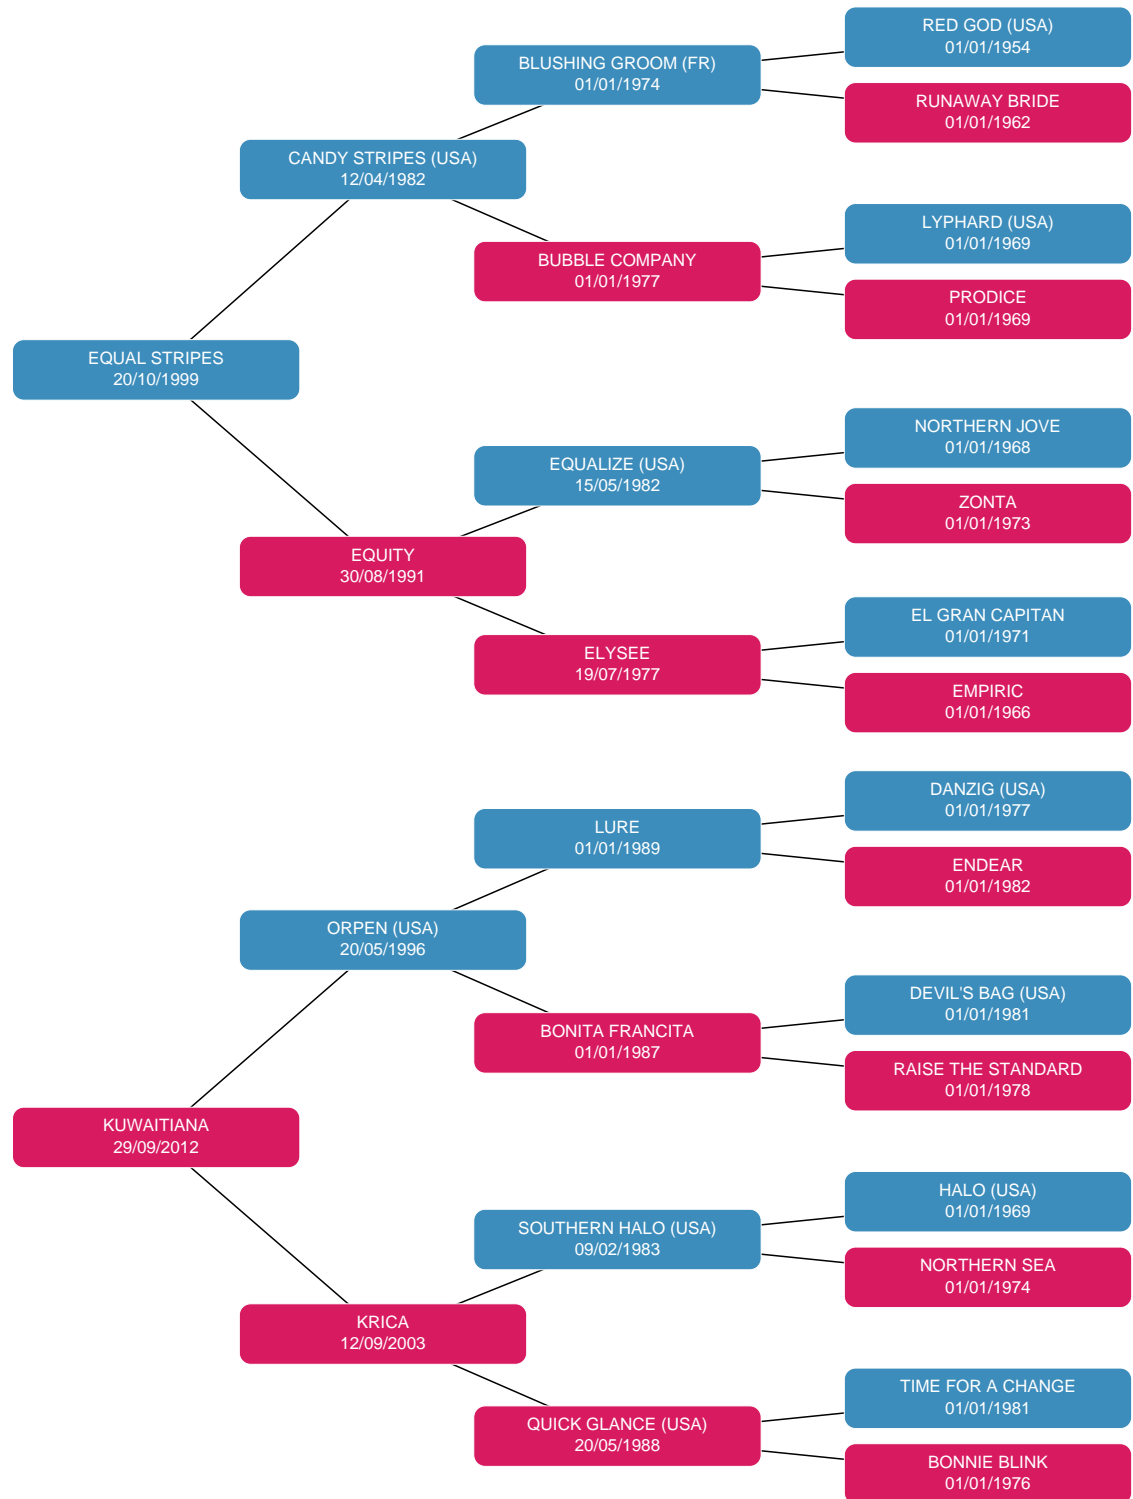 RED GOD (USA)
01/01/1954
BLUSHING GROOM (FR)
01/01/1974
RUNAWAY BRIDE
01/01/1962
CANDY STRIPES (USA)
12/04/1982
LYPHARD (USA)
01/01/1969
BUBBLE COMPANY
01/01/1977
PRODICE
01/01/1969
EQUAL STRIPES
20/10/1999
NORTHERN JOVE
01/01/1968
EQUALIZE (USA)
15/05/1982
ZONTA
01/01/1973
EQUITY
30/08/1991
EL GRAN CAPITAN
01/01/1971
ELYSEE
19/07/1977
EMPIRIC
01/01/1966
DANZIG (USA)
01/01/1977
LURE
01/01/1989
ENDEAR
01/01/1982
ORPEN (USA)
20/05/1996
DEVIL'S BAG (USA)
01/01/1981
BONITA FRANCITA
01/01/1987
RAISE THE STANDARD
01/01/1978
KUWAITIANA
29/09/2012
HALO (USA)
01/01/1969
SOUTHERN HALO (USA)
09/02/1983
NORTHERN SEA
01/01/1974
KRICA
12/09/2003
TIME FOR A CHANGE
01/01/1981
QUICK GLANCE (USA)
20/05/1988
BONNIE BLINK
01/01/1976